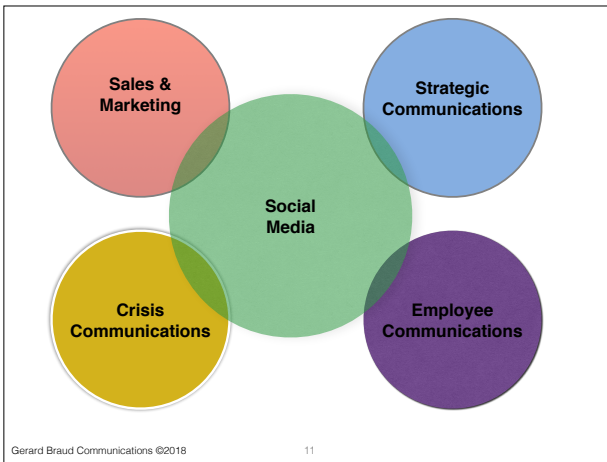 Sales &
Marketing
Strategic
Communications
Social
Media
Crisis
Communications
Employee
Communications
Gerard Braud Communications ©2018
11